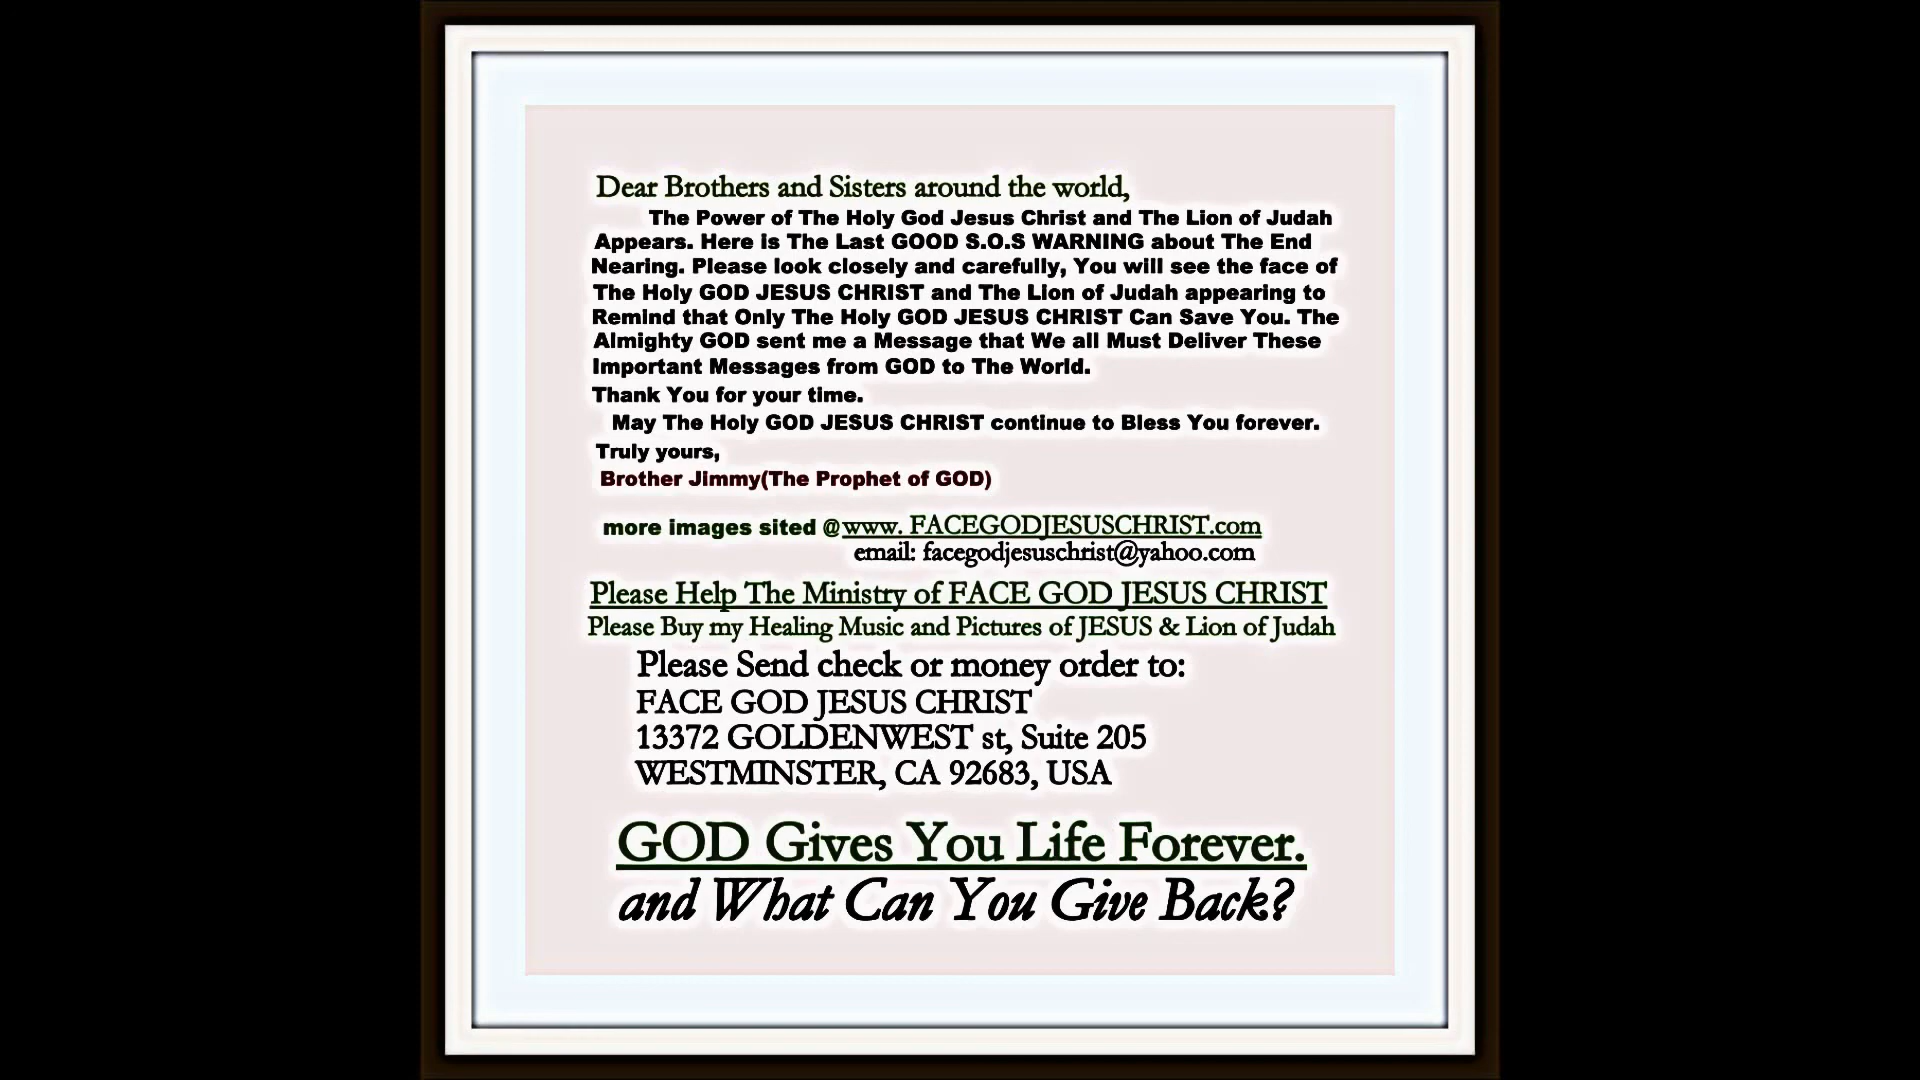 Dear Brothers and Sisters around the world,
The Power of The Holy God Jesus Christ and The Lion of Judah
Appears. Here is The Last GOOD S.O.S WARNING about The End
Nearing. Please look closely and carefully, You will see the face of
The Holy GOD JESUS CHRIST and The Lion of Judah appearing to
Remind that Only The Holy GOD JESUS CHRIST Can Save You. The
Almighty GOD sent me a Message that We all Must Deliver These
Important Messages from GOD to The World.
Thank You for your time.
May The Holy GOD JESUS CHRIST continue to Bless You forever.
Truly yours,
Brother Jimmy(The Prophet of GOD)
more images sited @www. FACEGODJESUSCHRIST.com
email: facegodjesuschrist@yahoo.com
Please Help The Ministry of FACE GOD JESUS CHRIST
Please Buy my Healing Music and Pictures of JESUS & Lion of Judah
Please Send check or money order to:
FACE GOD JESUS CHRIST
13372 GOLDENWEST st, Suite 205
WESTMINSTER, CA 92683, USA
GOD Gives You Life Forever.
and What Can You Give Back?